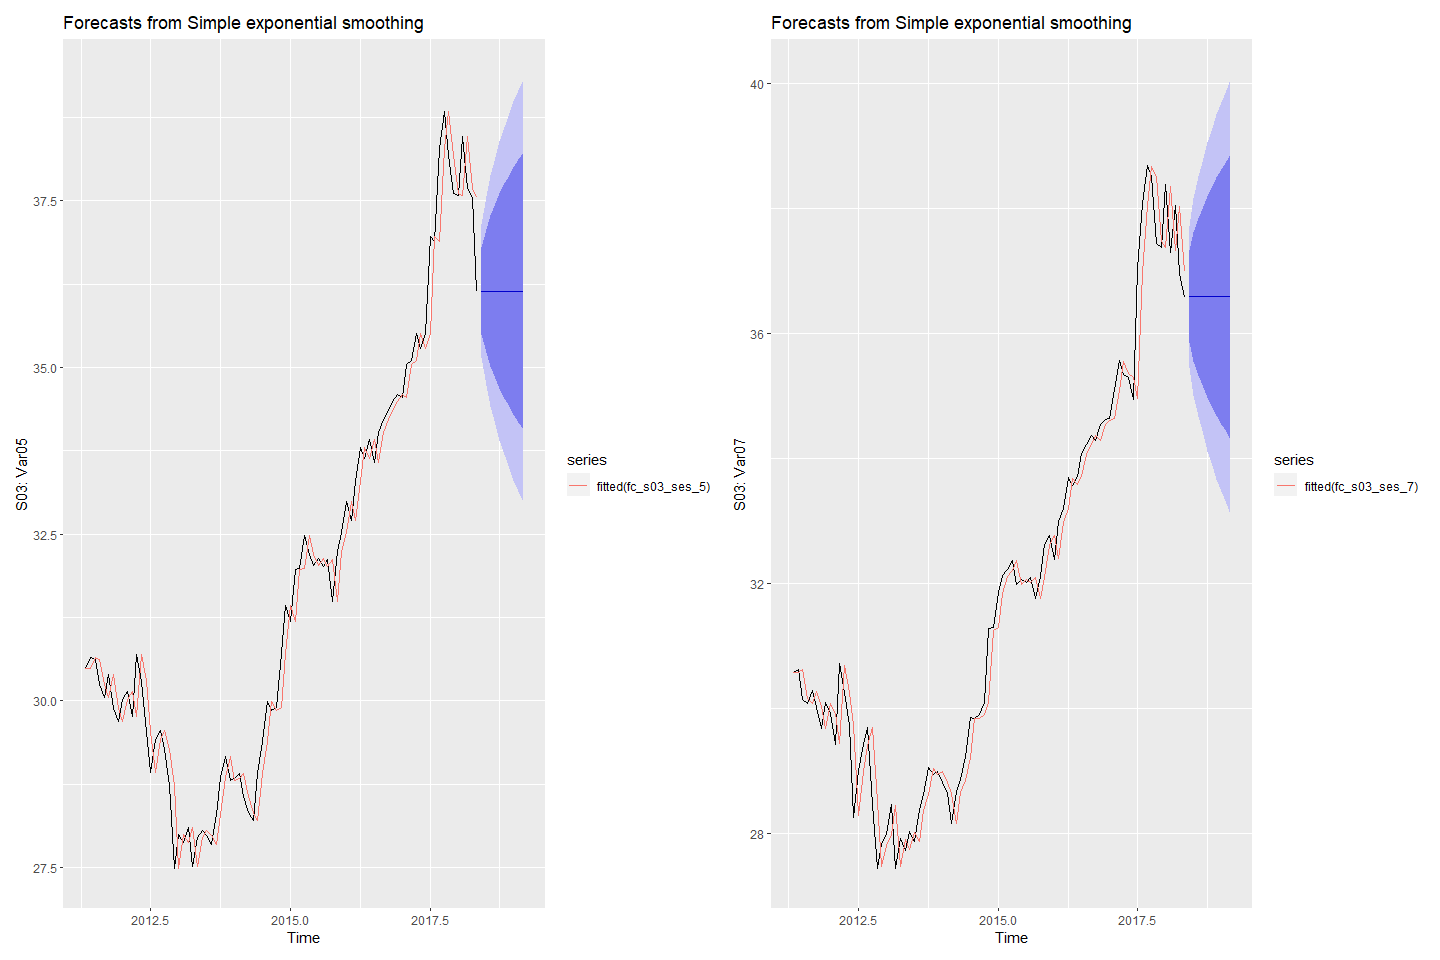 Forecasts from Simple exponential smoothing
37.5
35.0
32.5
30.0
27.5
S03: Var05
2012.5
2015.0
2017.5
Time
series
fitted(fc_s03_ses_5)
Forecasts from Simple exponential smoothing
40
36
32
28
S03: Var07
2012.5
2015.0
2017.5
Time
series
fitted(fc_s03_ses_7)